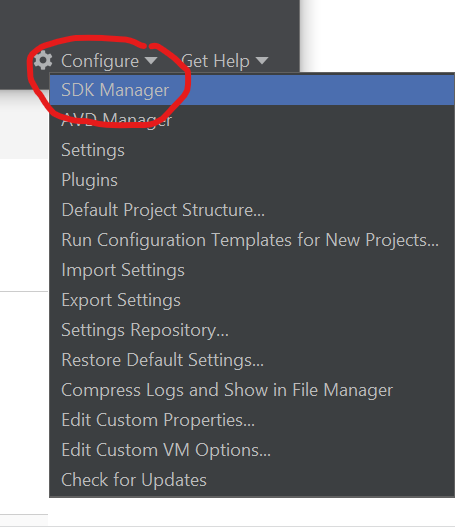 Configure Get Help
SDK Manager
AVD Manager
Settings
Plugins
Default Project Structure...
Run Configuration Templates for New Projects...
Import Settings
Export Settings
Settings Repository...
Restore Default Settings...
Compress Logs and Show in File Manager
Edit Custom Properties...
Edit Custom VM Options...
Check for Updates